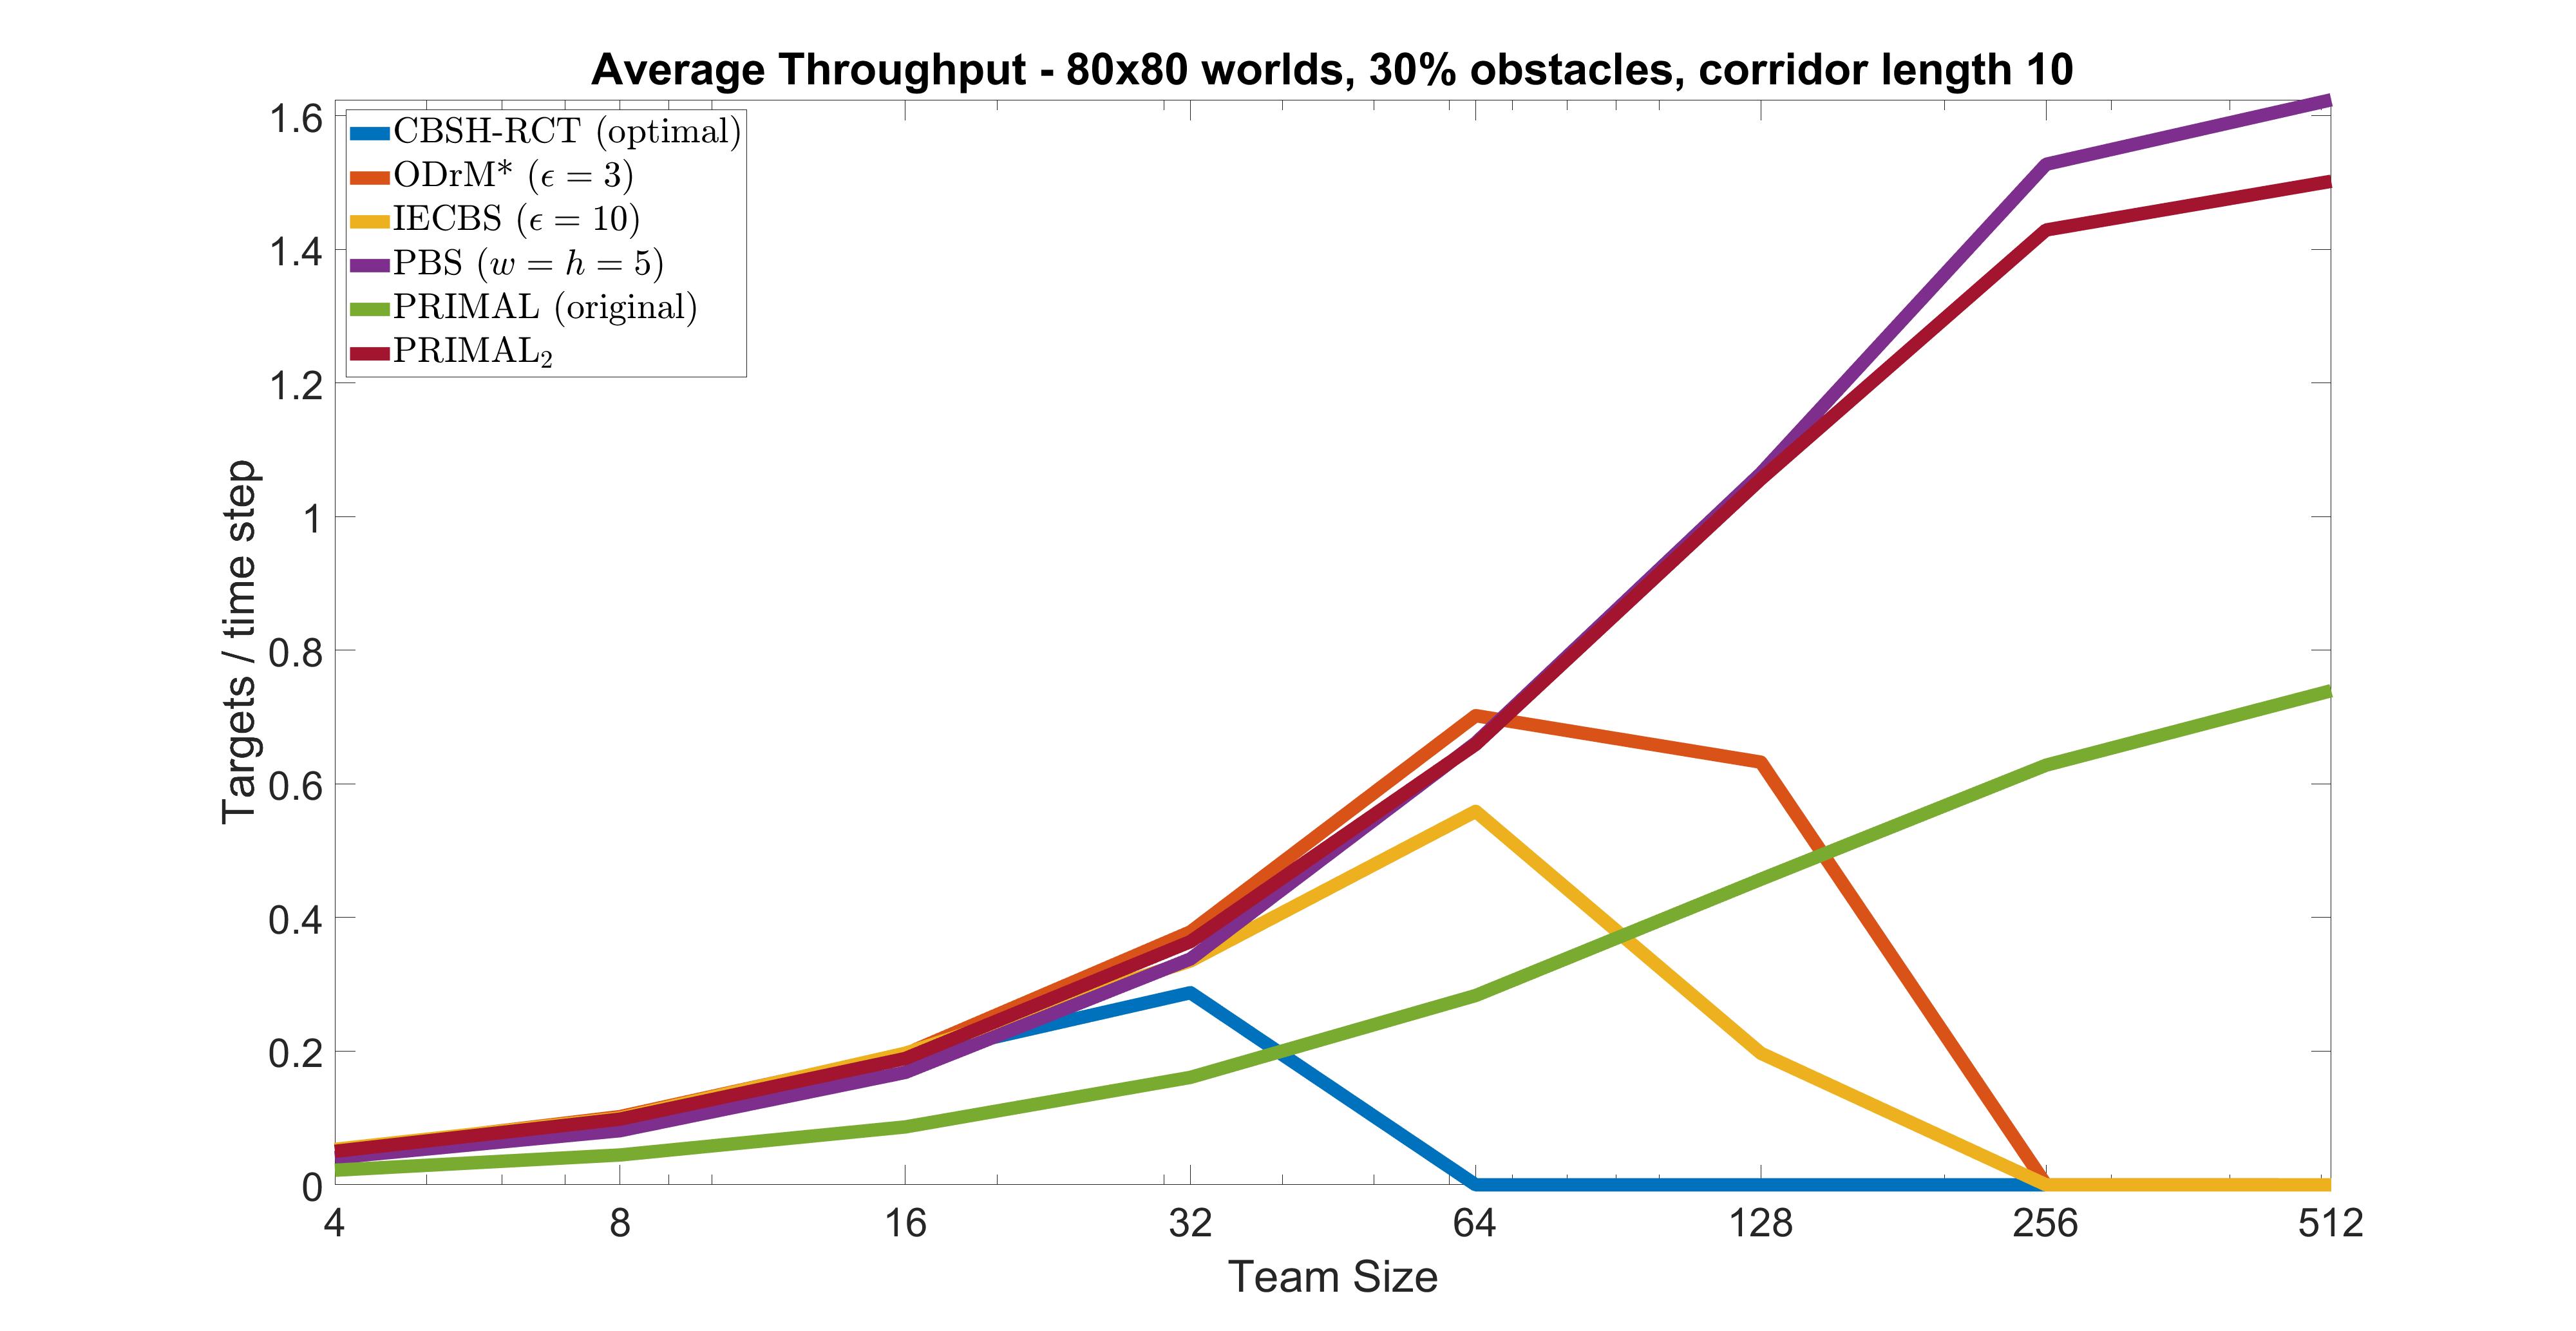 Average Throughput - 80x80 worlds, 30% obstacles, corridor length 10
1.6
1.4
1.2
1
0.8
0.6
0.4
0.2
0
Targets / time step
CBSH-RCT (optimal)
ODrM* (ϵ = 3)
IECBS (ϵ = 10)
PBS (w = h = 5)
PRIMAL (original)
PRIMAL₂
4 8 16 32 64 128 256 512
Team Size